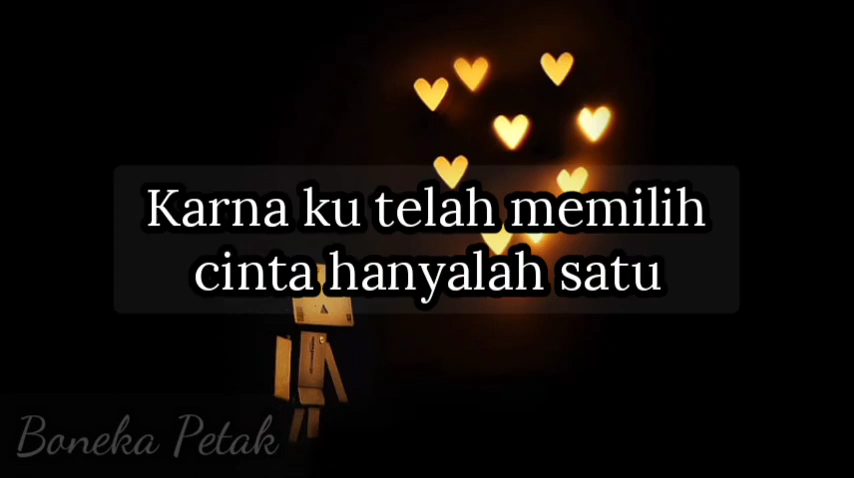 Karna ku telah memilih
cinta hanyalah satu
Boneka Petak